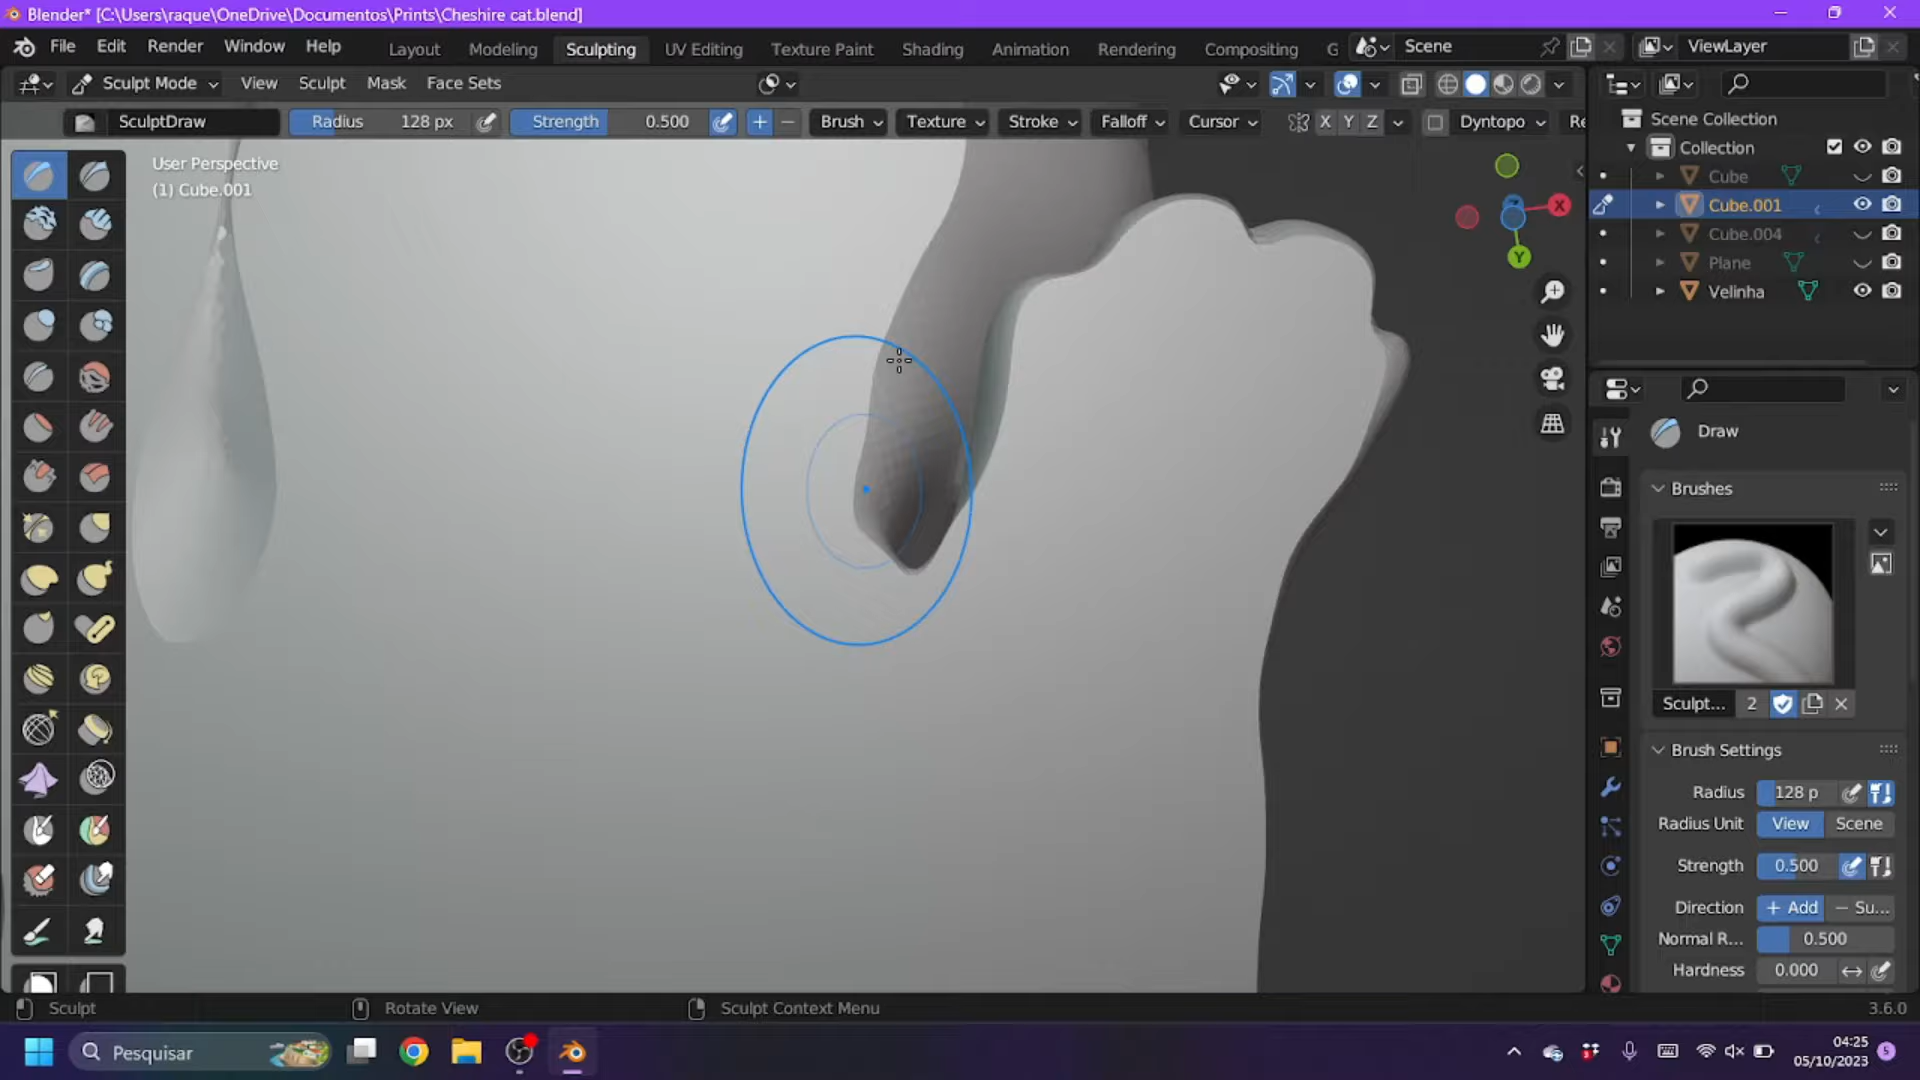 Blender* [C:\Users\raque\OneDrive\Documentos\Prints\Cheshire cat.blend]
File Edit Render Window Help Layout Modeling Sculpting UV Editing Texture Paint Shading Animation Rendering Compositing G Scene ViewLayer
Sculpt Mode View Sculpt Mask Face Sets
SculptDraw Radius 128 px Strength 0.500 Brush Texture Stroke Falloff Cursor X Y Z Dyntopo Re
User Perspective
(1) Cube.001
X
Y
Scene Collection
Collection
Cube
Cube.001
Cube.004
Plane
Velinha
Draw
Brushes
Sculpt... 2
Brush Settings
Radius 128 p
Radius Unit View Scene
Strength 0.500
Direction + Add − Su...
Normal R... 0.500
Hardness 0.000
Sculpt Rotate View Sculpt Context Menu 3.6.0
Pesquisar
04:25
05/10/2023
5